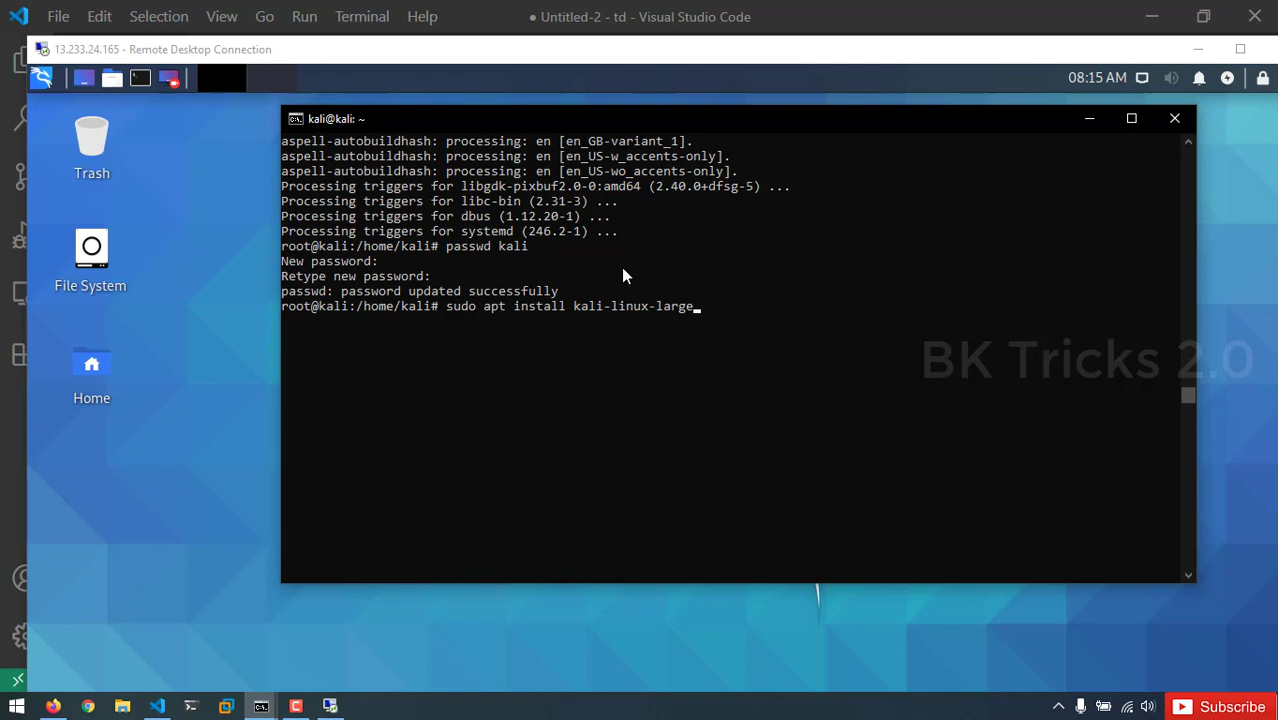 File Edit Selection View Go Run Terminal Help
● Untitled-2 - td - Visual Studio Code
13.233.24.165 - Remote Desktop Connection
08:15 AM
Trash
File System
Home
kali@kali: ~
aspell-autobuildhash: processing: en [en_GB-variant_1].
aspell-autobuildhash: processing: en [en_US-w_accents-only].
aspell-autobuildhash: processing: en [en_US-wo_accents-only].
Processing triggers for libgdk-pixbuf2.0-0:amd64 (2.40.0+dfsg-5) ...
Processing triggers for libc-bin (2.31-3) ...
Processing triggers for dbus (1.12.20-1) ...
Processing triggers for systemd (246.2-1) ...
root@kali:/home/kali# passwd kali
New password:
Retype new password:
passwd: password updated successfully
root@kali:/home/kali# sudo apt install kali-linux-large
BK Tricks 2.0
Subscribe